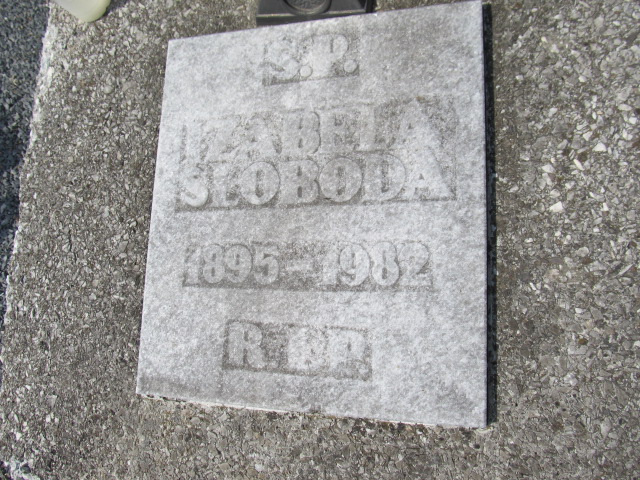 S.P.
IZABELA
SLOBODA
1895-1982
R.I.P.